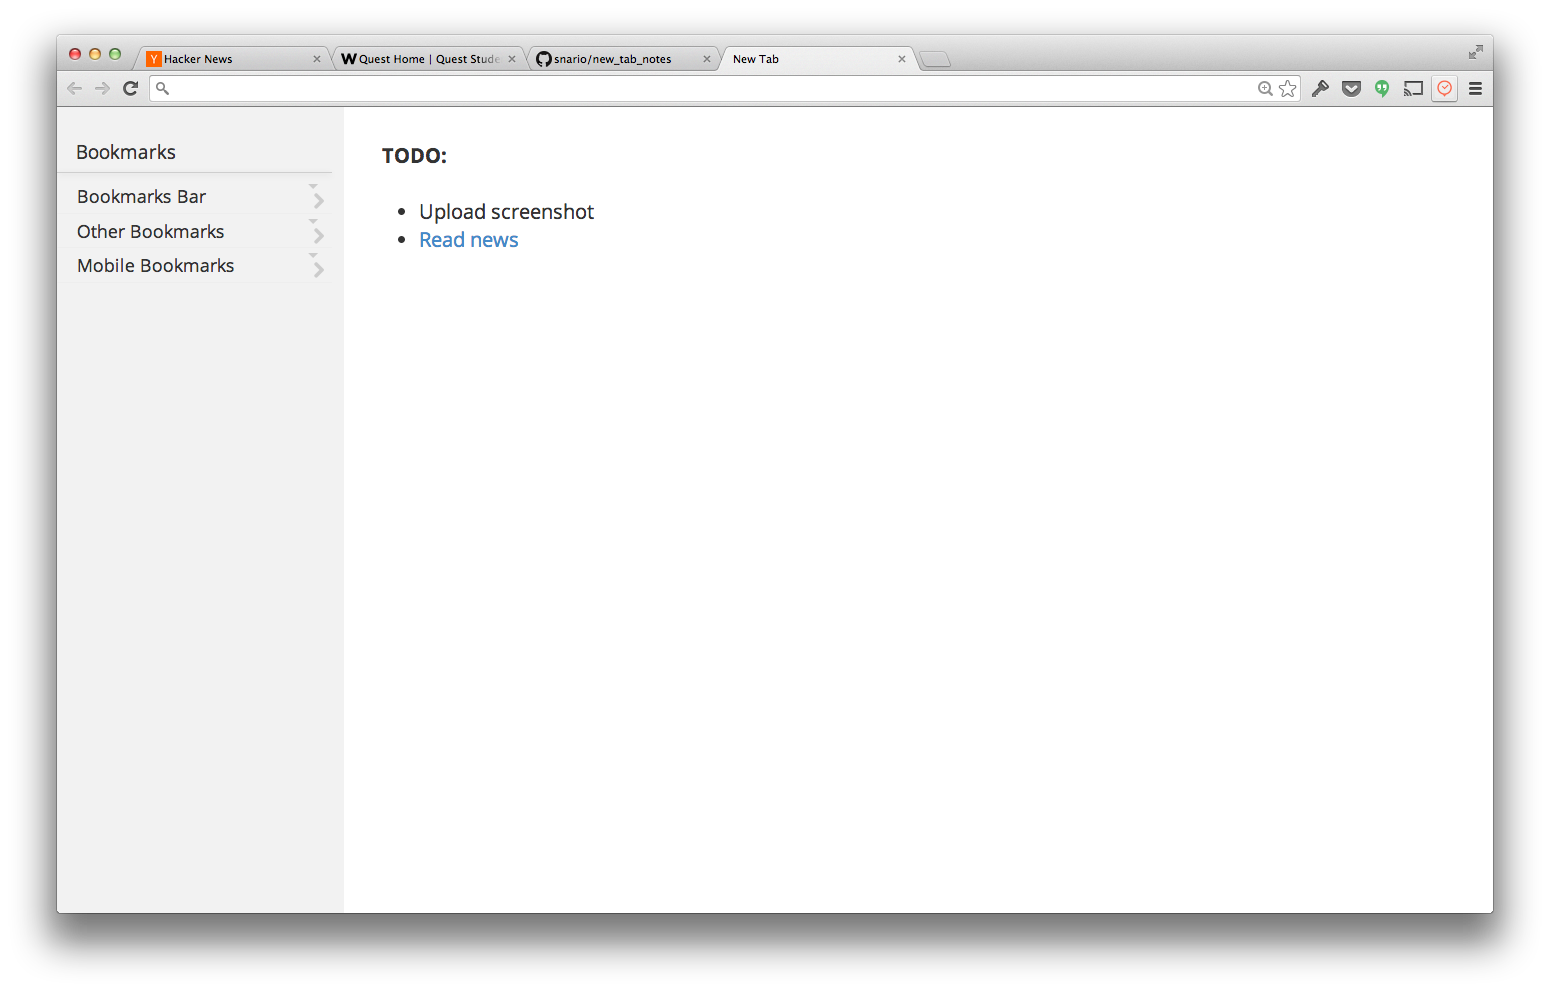 Hacker News
Quest Home | Quest Stude
snario/new_tab_notes
New Tab
Bookmarks
Bookmarks Bar
Other Bookmarks
Mobile Bookmarks
TODO:
Upload screenshot
Read news